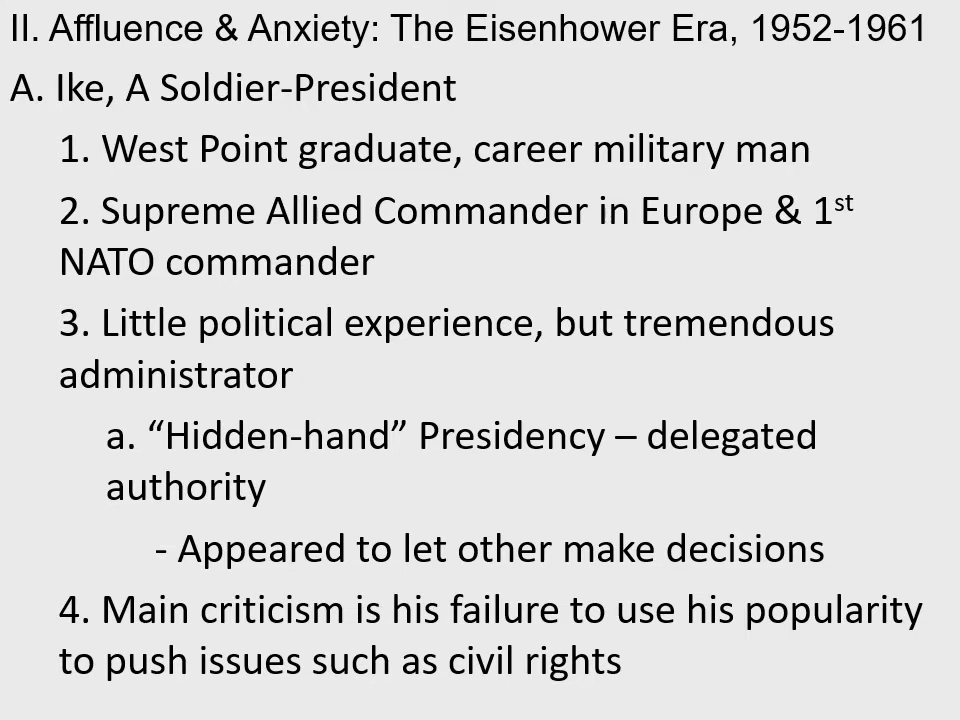 II. Affluence & Anxiety: The Eisenhower Era, 1952-1961
A. Ike, A Soldier-President
1. West Point graduate, career military man
2. Supreme Allied Commander in Europe & 1st
NATO commander
3. Little political experience, but tremendous
administrator
a. “Hidden-hand” Presidency – delegated
authority
- Appeared to let other make decisions
4. Main criticism is his failure to use his popularity
to push issues such as civil rights